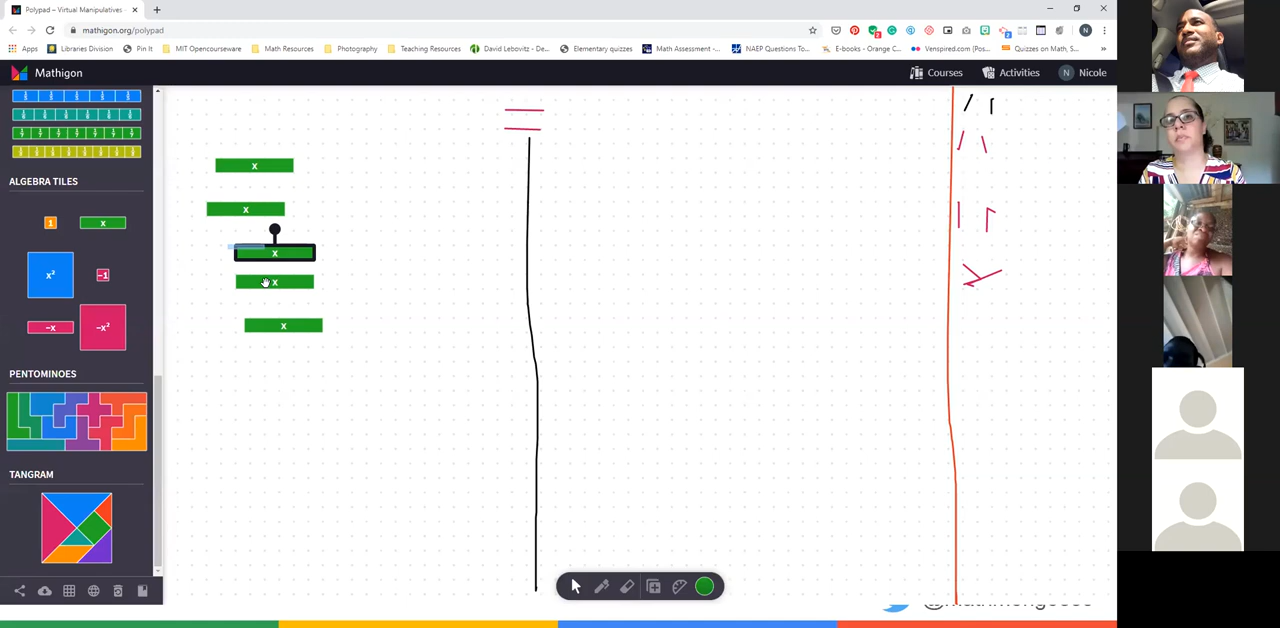 Polypad – Virtual Manipulatives
mathigon.org/polypad
Apps Libraries Division Pin It MIT Opencourseware Math Resources Photography Teaching Resources David Lebovitz - De... Elementary quizzes Math Assessment -... NAEP Questions To... E-books - Orange C... Venspired.com (Pos... Quizzes on Math, S... »
Mathigon Courses Activities N Nicole
ALGEBRA TILES
1 x
x² −1
−x −x²
PENTOMINOES
TANGRAM
x
x
x
x
x
=